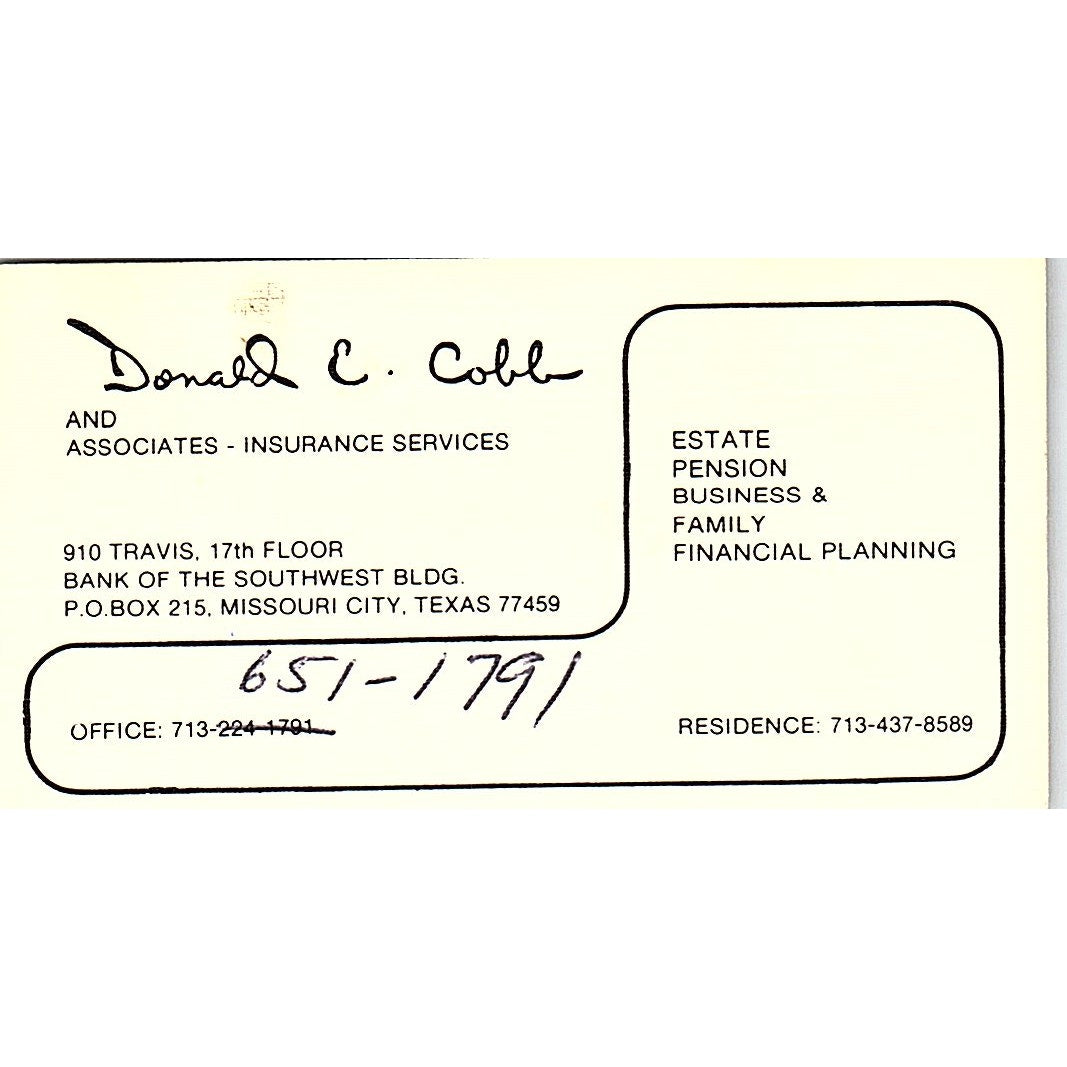 Donald E. Cobb
AND
ASSOCIATES - INSURANCE SERVICES
910 TRAVIS, 17th FLOOR
BANK OF THE SOUTHWEST BLDG.
P.O.BOX 215, MISSOURI CITY, TEXAS 77459
ESTATE
PENSION
BUSINESS &
FAMILY
FINANCIAL PLANNING
651-1791
OFFICE: 713-224-1791
RESIDENCE: 713-437-8589